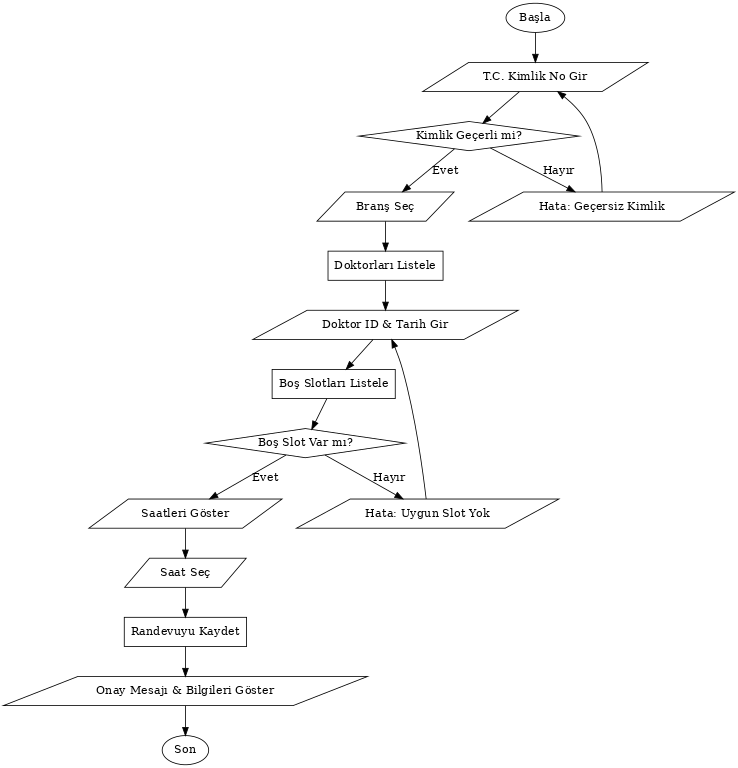 Başla
T.C. Kimlik No Gir
Kimlik Geçerli mi?
Evet
Hayır
Branş Seç
Hata: Geçersiz Kimlik
Doktorları Listele
Doktor ID & Tarih Gir
Boş Slotları Listele
Boş Slot Var mı?
Evet
Hayır
Saatleri Göster
Hata: Uygun Slot Yok
Saat Seç
Randevuyu Kaydet
Onay Mesajı & Bilgileri Göster
Son